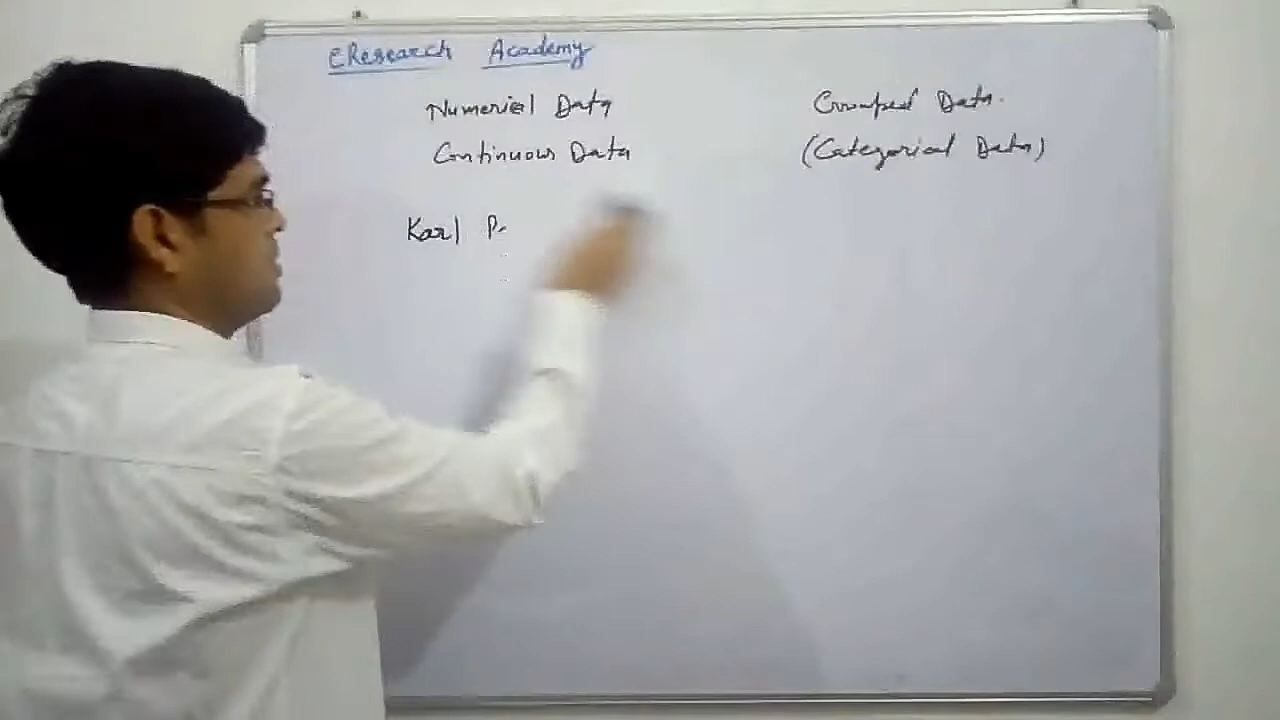 eResearch Academy
Numerical Data
Grouped Data.
Continuous Data
(Categorical Data)
Karl P